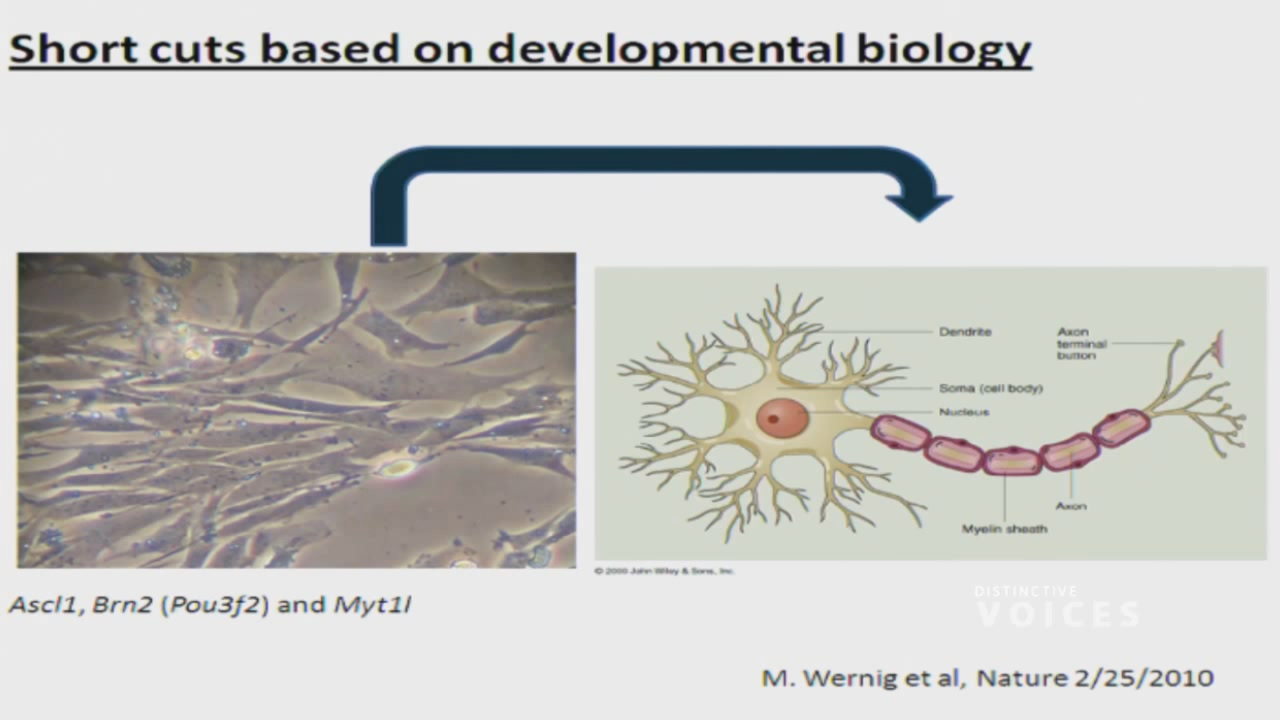 Short cuts based on developmental biology
Dendrite
Axon
terminal
button
Soma (cell body)
Nucleus
Axon
Myelin sheath
© 2000 John Wiley & Sons, Inc.
Ascl1, Brn2 (Pou3f2) and Myt1l
DISTINCTIVE
VOICES
M. Wernig et al, Nature 2/25/2010